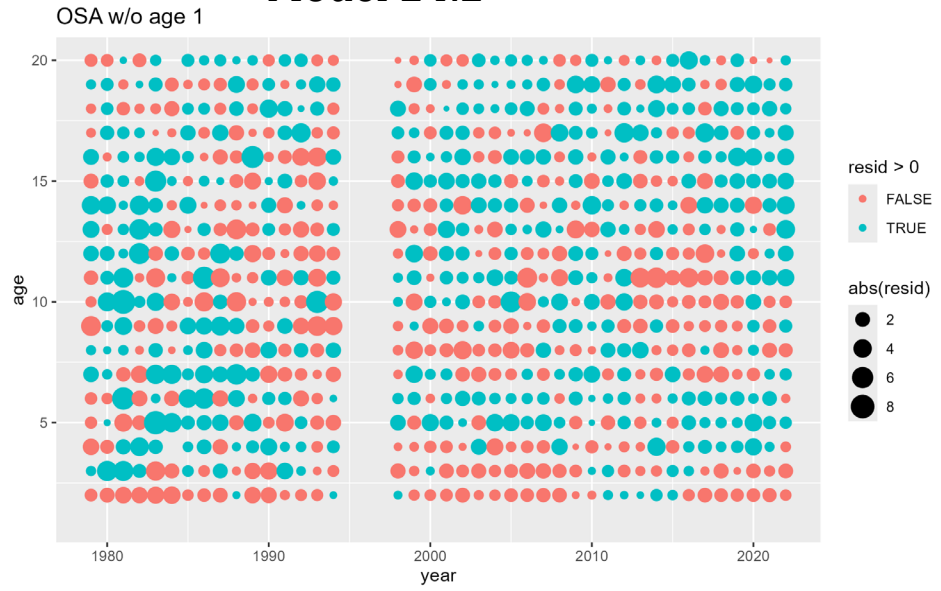 OSA w/o age 1
20
15
10
5
age
1980
1990
2000
2010
2020
year
resid > 0
FALSE
TRUE
abs(resid)
2
4
6
8